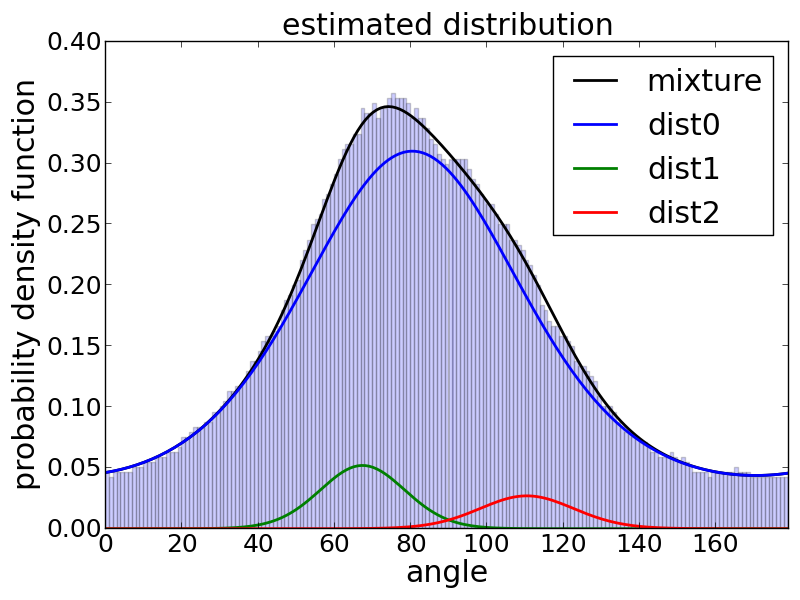 estimated distribution
probability density function
0.40
0.35
0.30
0.25
0.20
0.15
0.10
0.05
0.00
mixture
dist0
dist1
dist2
0 20 40 60 80 100 120 140 160
angle